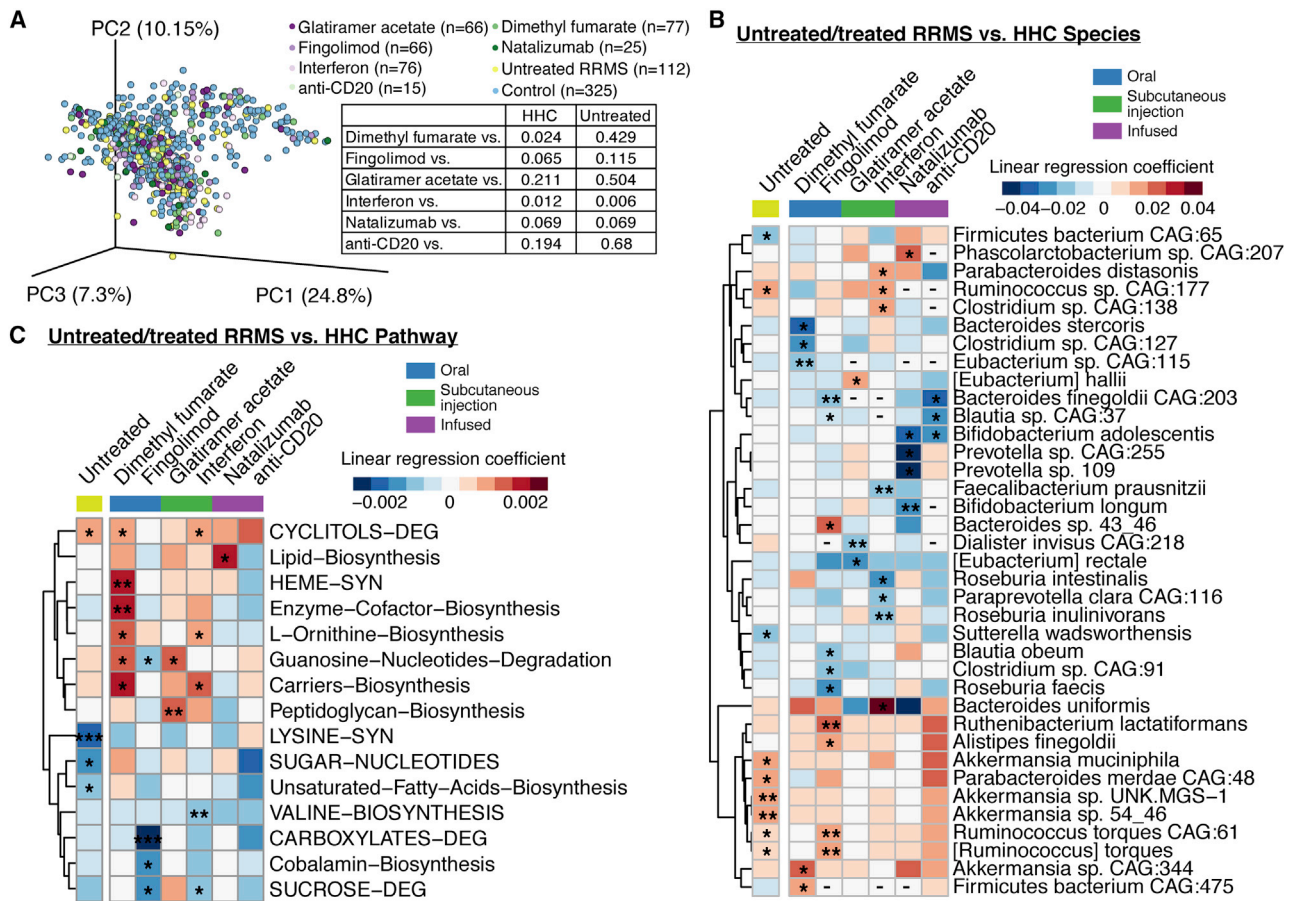 A
PC2 (10.15%)
Glatiramer acetate (n=66)
Fingolimod (n=66)
Interferon (n=76)
anti-CD20 (n=15)
Dimethyl fumarate (n=77)
Natalizumab (n=25)
Untreated RRMS (n=112)
Control (n=325)
HHC Untreated
Dimethyl fumarate vs. 0.024 0.429
Fingolimod vs. 0.065 0.115
Glatiramer acetate vs. 0.211 0.504
Interferon vs. 0.012 0.006
Natalizumab vs. 0.069 0.069
anti-CD20 vs. 0.194 0.68
PC3 (7.3%)
PC1 (24.8%)
B
Untreated/treated RRMS vs. HHC Species
Oral
Subcutaneous
injection
Infused
Linear regression coefficient
−0.04 −0.02 0 0.02 0.04
Untreated
Dimethyl fumarate
Fingolimod
Glatiramer acetate
Interferon
Natalizumab
anti-CD20
* Firmicutes bacterium CAG:65
* - Phascolarctobacterium sp. CAG:207
* Parabacteroides distasonis
* * - - Ruminococcus sp. CAG:177
* Clostridium sp. CAG:138
* Bacteroides stercoris
* Clostridium sp. CAG:127
** - - - Eubacterium sp. CAG:115
* [Eubacterium] hallii
** - - * Bacteroides finegoldii CAG:203
* - * Blautia sp. CAG:37
* * Bifidobacterium adolescentis
* Prevotella sp. CAG:255
* Prevotella sp. 109
** Faecalibacterium prausnitzii
** - Bifidobacterium longum
* Bacteroides sp. 43_46
- ** - Dialister invisus CAG:218
* [Eubacterium] rectale
* Roseburia intestinalis
* Paraprevotella clara CAG:116
** Roseburia inulinivorans
* Sutterella wadsworthensis
* Blautia obeum
* Clostridium sp. CAG:91
* Roseburia faecis
* Bacteroides uniformis
** Ruthenibacterium lactatiformans
* Alistipes finegoldii
* Akkermansia muciniphila
* Parabacteroides merdae CAG:48
** Akkermansia sp. UNK.MGS−1
** Akkermansia sp. 54_46
* ** Ruminococcus torques CAG:61
* ** [Ruminococcus] torques
* Akkermansia sp. CAG:344
* - - - Firmicutes bacterium CAG:475
C
Untreated/treated RRMS vs. HHC Pathway
Oral
Subcutaneous
injection
Infused
Linear regression coefficient
−0.002 0 0.002
Untreated
Dimethyl fumarate
Fingolimod
Glatiramer acetate
Interferon
Natalizumab
anti-CD20
* * * CYCLITOLS−DEG
* Lipid−Biosynthesis
** HEME−SYN
** Enzyme−Cofactor−Biosynthesis
* * L−Ornithine−Biosynthesis
* * * Guanosine−Nucleotides−Degradation
* * Carriers−Biosynthesis
** Peptidoglycan−Biosynthesis
*** LYSINE−SYN
* SUGAR−NUCLEOTIDES
* Unsaturated−Fatty−Acids−Biosynthesis
** VALINE−BIOSYNTHESIS
*** CARBOXYLATES−DEG
* Cobalamin−Biosynthesis
* * SUCROSE−DEG